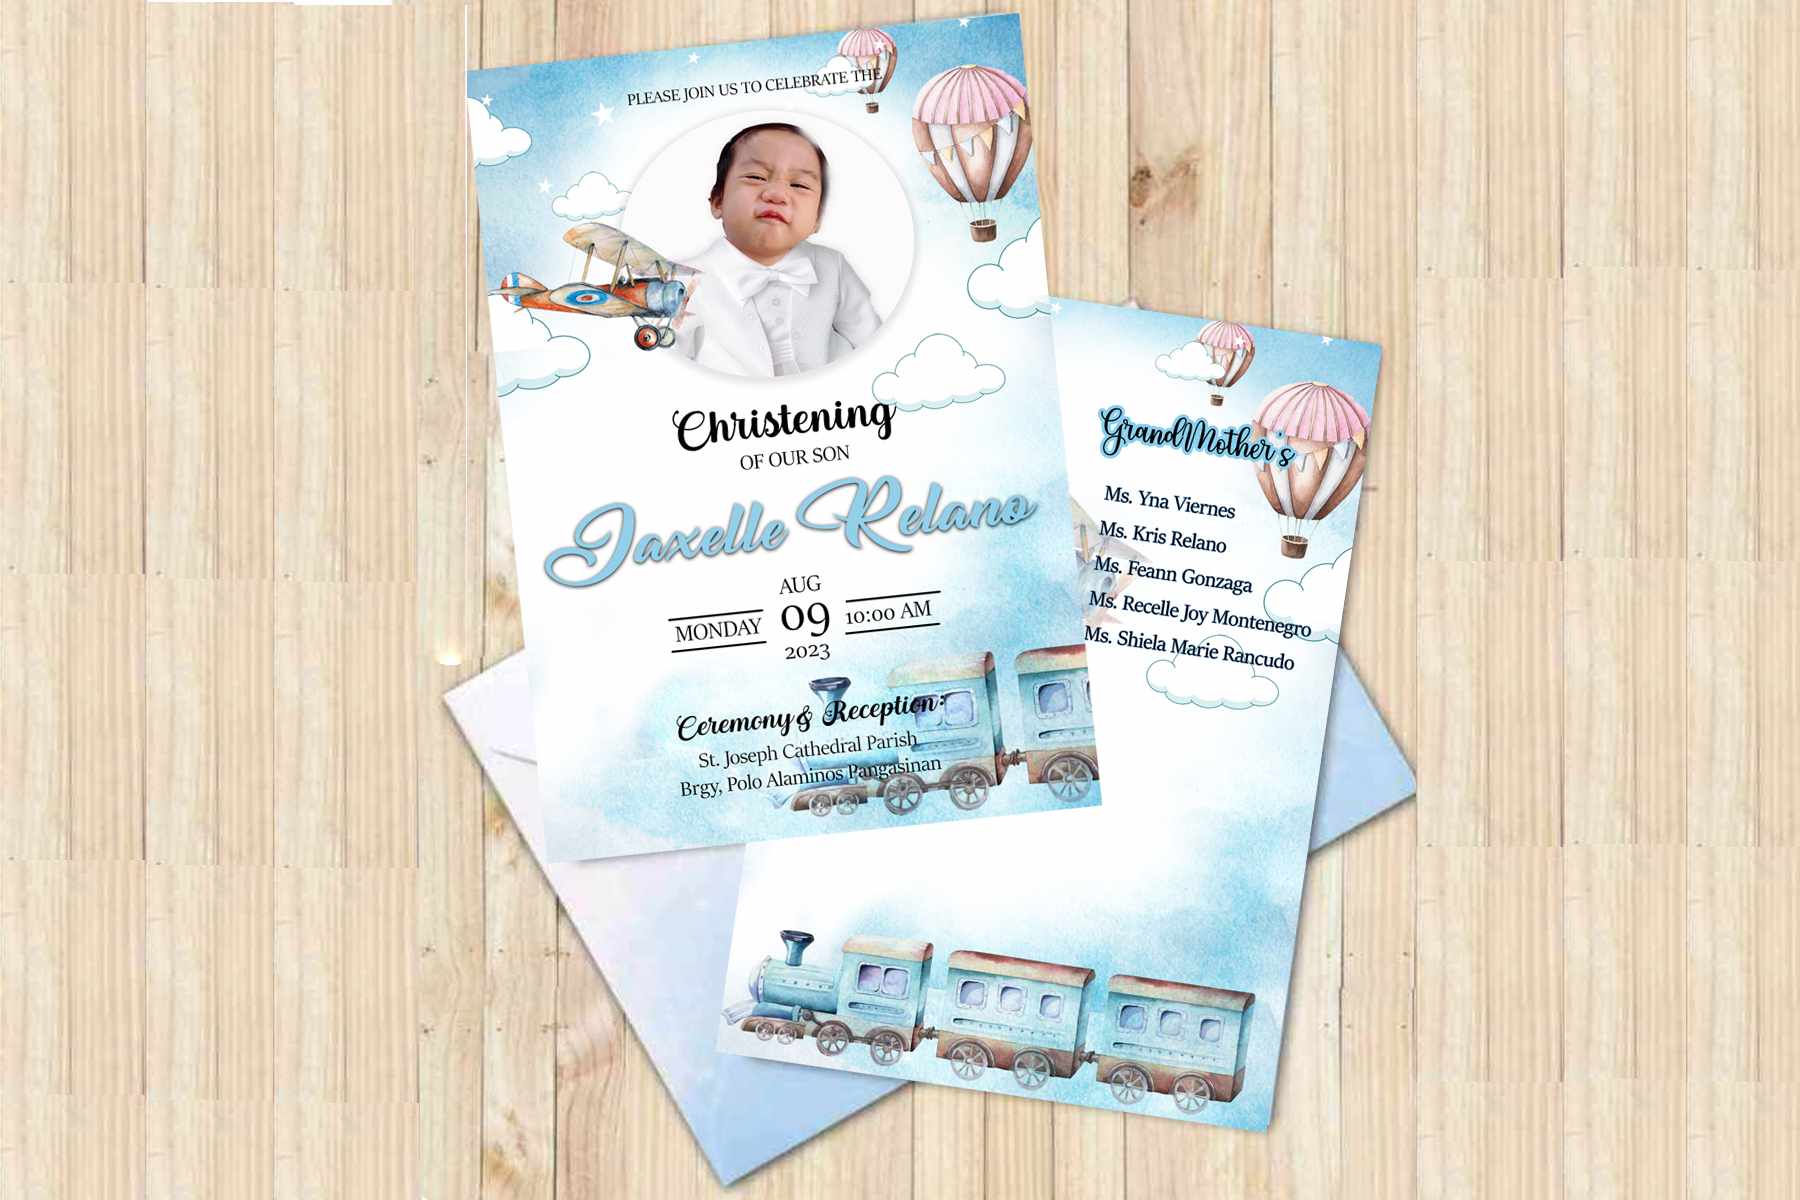 PLEASE JOIN US TO CELEBRATE THE
Christening
OF OUR SON
Jaxelle Relano
AUG
MONDAY 09 10:00 AM
2023
Ceremony & Reception:
St. Joseph Cathedral Parish
Brgy, Polo Alaminos Pangasinan
GrandMother's
Ms. Yna Viernes
Ms. Kris Relano
Ms. Feann Gonzaga
Ms. Recelle Joy Montenegro
Ms. Shiela Marie Rancudo